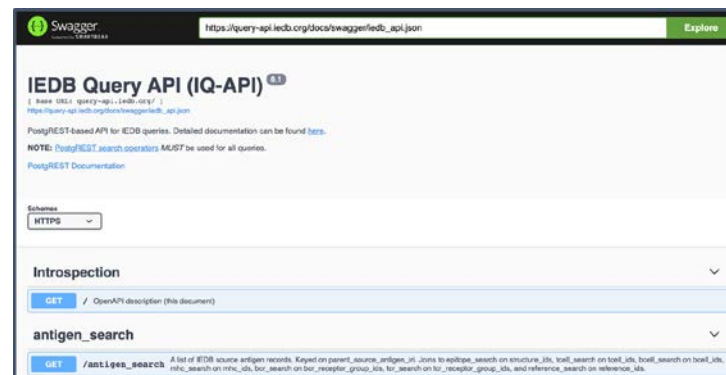 Swagger
Supported by SMARTBEAR
https://query-api.iedb.org/docs/swagger/iedb_api.json
Explore
IEDB Query API (IQ-API) 0.1
[ Base URL: query-api.iedb.org/ ]
https://query-api.iedb.org/docs/swagger/iedb_api.json
PostgREST-based API for IEDB queries. Detailed documentation can be found here.
NOTE: PostgREST search operators MUST be used for all queries.
PostgREST Documentation
Schemes
HTTPS
Introspection
GET / OpenAPI description (this document)
antigen_search
GET /antigen_search A list of IEDB source antigen records. Keyed on parent_source_antigen_iri. Joins to epitope_search on structure_ids, tcell_search on tcell_ids, bcell_search on bcell_ids,
mhc_search on mhc_ids, bcr_search on bcr_receptor_group_ids, tcr_search on tcr_receptor_group_ids, and reference_search on reference_ids.